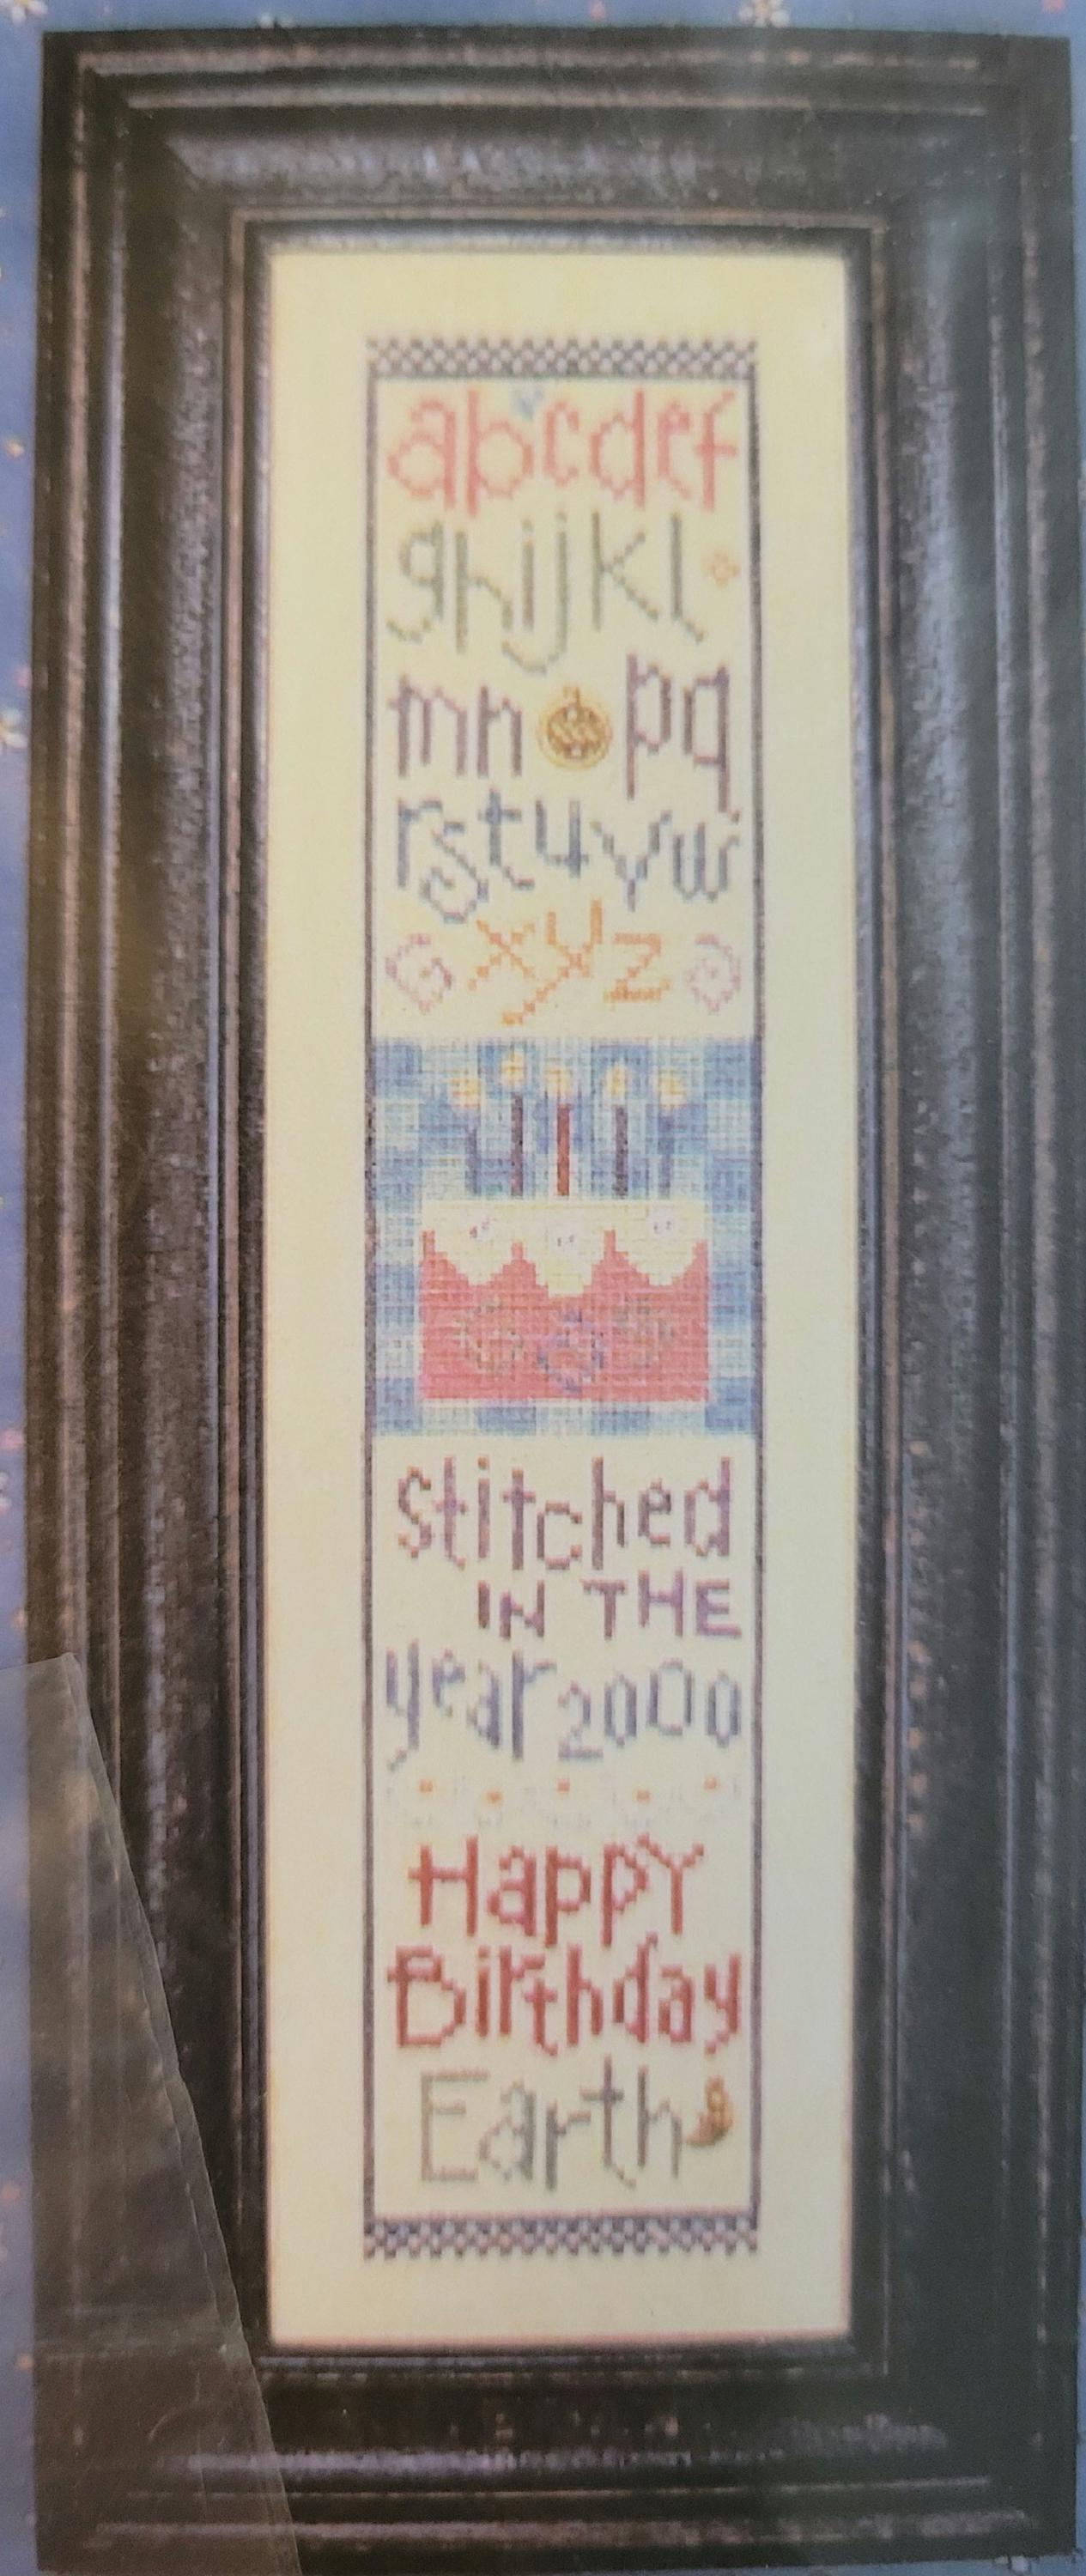 abcdef
ghijkl
mn pq
rstuvw
xyz
stitched
IN THE
year 2000
Happy
Birthday
Earth